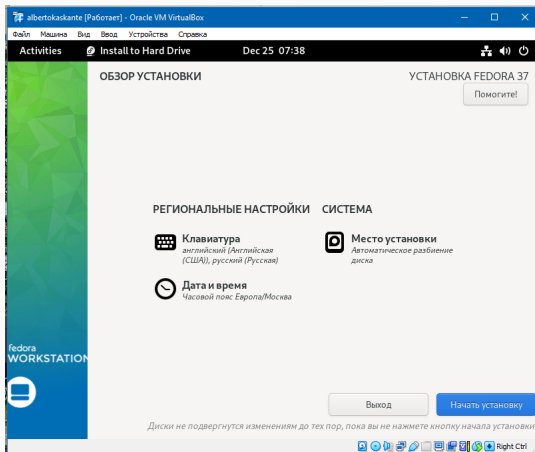 albertokaskante [Работает] - Oracle VM VirtualBox
Файл Машина Вид Ввод Устройства Справка
Activities Install to Hard Drive Dec 25 07:38
ОБЗОР УСТАНОВКИ
УСТАНОВКА FEDORA 37
Помогите!
РЕГИОНАЛЬНЫЕ НАСТРОЙКИ
СИСТЕМА
Клавиатура
английский (Английская
(США)), русский (Русская)
Место установки
Автоматическое разбиение
диска
Дата и время
Часовой пояс Европа/Москва
fedora
WORKSTATION
Выход
Начать установку
Диски не подвергнутся изменениям до тех пор, пока вы не нажмете кнопку начала установки
Right Ctrl